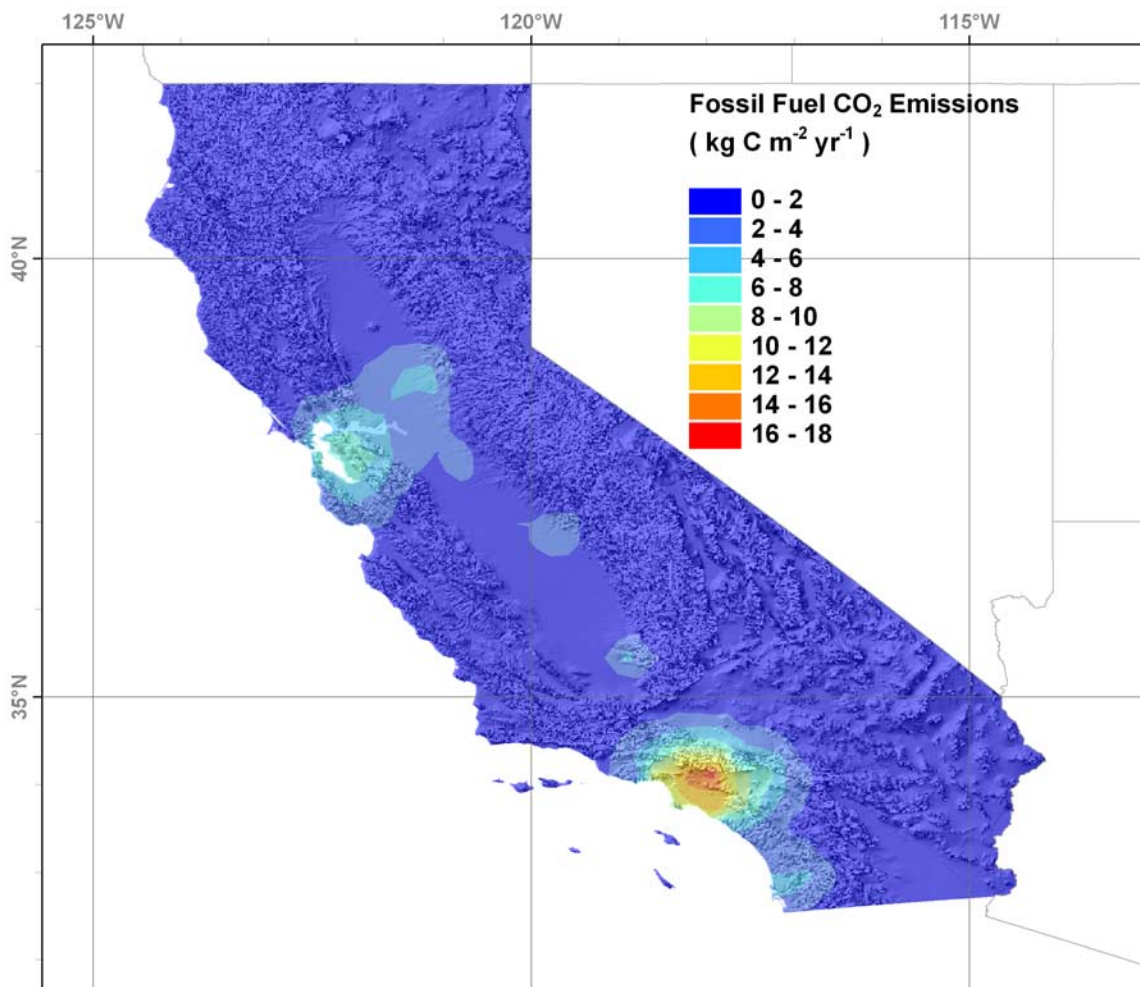 125°W 120°W 115°W
Fossil Fuel CO₂ Emissions
( kg C m⁻² yr⁻¹ )
0 - 2
2 - 4
40°N
4 - 6
6 - 8
8 - 10
10 - 12
12 - 14
14 - 16
16 - 18
35°N